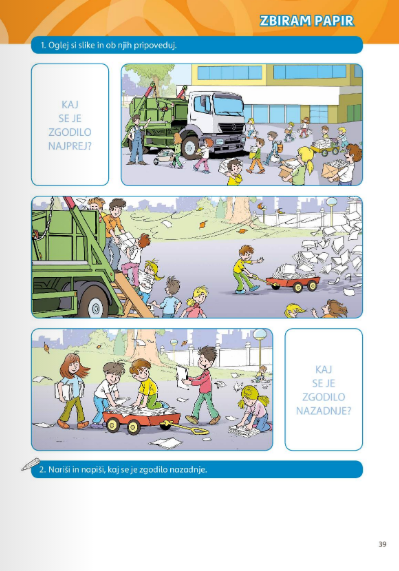 ZBIRAM PAPIR
1. Oglej si slike in ob njih pripoveduj.
KAJ
SE JE
ZGODILO
NAJPREJ?
KAJ
SE JE
ZGODILO
NAZADNJE?
2. Nariši in napiši, kaj se je zgodilo nazadnje.
39